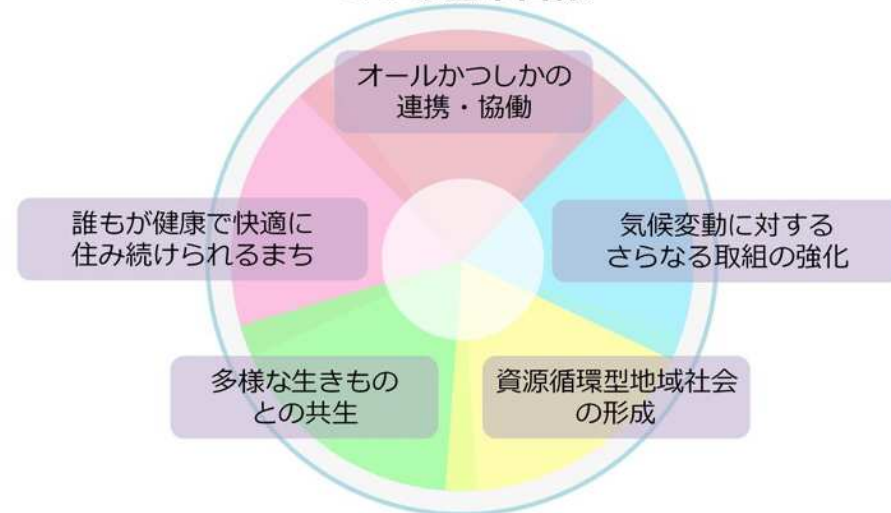 オールかつしかの
連携・協働
気候変動に対する
さらなる取組の強化
資源循環型地域社会
の形成
多様な生きもの
との共生
誰もが健康で快適に
住み続けられるまち